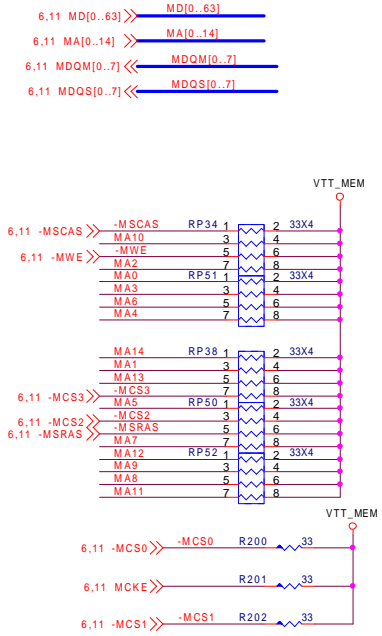 6,11 MD[0..63] MD[0..63]
6,11 MA[0..14] MA[0..14]
6,11 MDQM[0..7] MDQM[0..7]
6,11 MDQS[0..7] MDQS[0..7]
VTT_MEM
6,11 -MSCAS -MSCAS RP34 1 2 33X4
MA10 3 4
6,11 -MWE -MWE 5 6
MA2 7 8
MA0 RP51 1 2 33X4
MA3 3 4
MA6 5 6
MA4 7 8
MA14 RP38 1 2 33X4
MA1 3 4
MA13 5 6
6,11 -MCS3 -MCS3 7 8
MA5 RP50 1 2 33X4
6,11 -MCS2 -MCS2 3 4
6,11 -MSRAS -MSRAS 5 6
MA7 7 8
MA12 RP52 1 2 33X4
MA9 3 4
MA8 5 6
MA11 7 8
VTT_MEM
6,11 -MCS0 -MCS0 R200 33
6,11 MCKE R201 33
6,11 -MCS1 -MCS1 R202 33